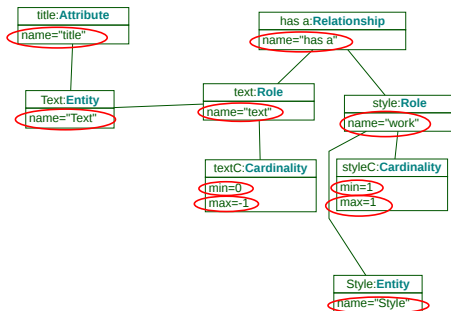 title:Attribute
name="title"
has a:Relationship
name="has a"
Text:Entity
name="Text"
text:Role
name="text"
style:Role
name="work"
textC:Cardinality
min=0
max=-1
styleC:Cardinality
min=1
max=1
Style:Entity
name="Style"